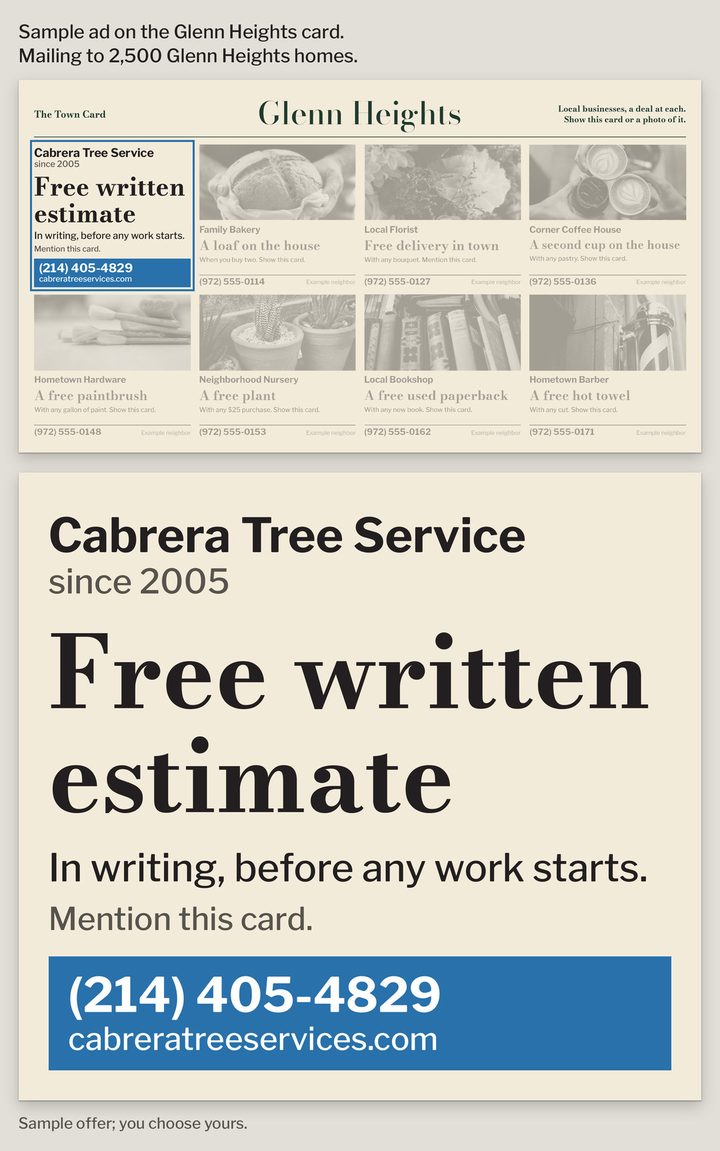 Sample ad on the Glenn Heights card.
Mailing to 2,500 Glenn Heights homes.
The Town Card
Glenn Heights
Local businesses, a deal at each.
Show this card or a photo of it.
Cabrera Tree Service
since 2005
Free written
estimate
In writing, before any work starts.
Mention this card.
(214) 405-4829
cabreratreeservices.com
Family Bakery
A loaf on the house
When you buy two. Show this card.
(972) 555-0114
Example neighbor
Local Florist
Free delivery in town
With any bouquet. Mention this card.
(972) 555-0127
Example neighbor
Corner Coffee House
A second cup on the house
With any pastry. Show this card.
(972) 555-0136
Example neighbor
Hometown Hardware
A free paintbrush
With any gallon of paint. Show this card.
(972) 555-0148
Example neighbor
Neighborhood Nursery
A free plant
With any $25 purchase. Show this card.
(972) 555-0153
Example neighbor
Local Bookshop
A free used paperback
With any new book. Show this card.
(972) 555-0162
Example neighbor
Hometown Barber
A free hot towel
With any cut. Show this card.
(972) 555-0171
Example neighbor
Cabrera Tree Service
since 2005
Free written
estimate
In writing, before any work starts.
Mention this card.
(214) 405-4829
cabreratreeservices.com
Sample offer; you choose yours.